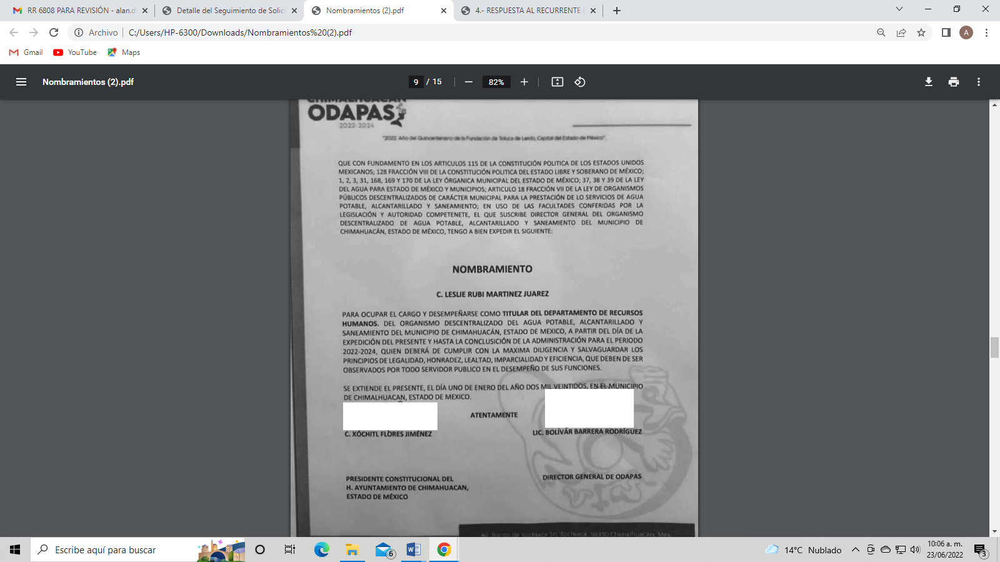 RR 6808 PARA REVISIÓN - alan.d
Detalle del Seguimiento de Solici
Nombramientos (2).pdf
4.- RESPUESTA AL RECURRENTE (
Archivo
C:/Users/HP-6300/Downloads/Nombramientos%20(2).pdf
A
Gmail
YouTube
Maps
Nombramientos (2).pdf
9 / 15
82%
CHIMALHUACAN
ODAPAS
2022-2024
"2022. Año del Quincentenario de la Fundación de Toluca de Lerdo, Capital del Estado de México".
QUE CON FUNDAMENTO EN LOS ARTICULOS 115 DE LA CONSTITUCIÓN POLITICA DE LOS ESTADOS UNIDOS
MEXICANOS; 128 FRACCIÓN VIII DE LA CONSTITUCIÓN POLITICA DEL ESTADO LIBRE Y SOBERANO DE MÉXICO;
1, 2, 3, 31, 168, 169 Y 170 DE LA LEY ÓRGANICA MUNICIPAL DEL ESTADO DE MÉXICO; 37, 38 Y 39 DE LA LEY
DEL AGUA PARA ESTADO DE MÉXICO Y MUNICIPIOS; ARTICULO 18 FRACCIÓN VII DE LA LEY DE ORGANISMOS
PÚBLICOS DESCENTRALIZADOS DE CARÁCTER MUNICIPAL PARA LA PRESTACIÓN DE LO SERVICIOS DE AGUA
POTABLE, ALCANTARILLADO Y SANEAMIENTO; EN USO DE LAS FACULTADES CONFERIDAS POR LA
LEGISLACIÓN Y AUTORIDAD COMPETENETE, EL QUE SUSCRIBE DIRECTOR GENERAL DEL ORGANISMO
DESCENTRALIZADO DE AGUA POTABLE, ALCANTARILLADO Y SANEAMIENTO DEL MUNICIPIO DE
CHIMAHUACÁN, ESTADO DE MÉXICO, TENGO A BIEN EXPEDIR EL SIGUIENTE:
NOMBRAMIENTO
C. LESLIE RUBI MARTINEZ JUAREZ
PARA OCUPAR EL CARGO Y DESEMPEÑARSE COMO TITULAR DEL DEPARTAMENTO DE RECURSOS
HUMANOS. DEL ORGANISMO DESCENTRALIZADO DEL AGUA POTABLE, ALCANTARILLADO Y
SANEAMIENTO DEL MUNICIPIO DE CHIMAHUACÁN, ESTADO DE MEXICO, A PARTIR DEL DÍA DE LA
EXPEDICIÓN DEL PRESENTE Y HASTA LA CONCLUSICIÓN DE LA ADMINISTRACIÓN PARA EL PERIODO
2022-2024, QUIEN DEBERÁ DE CUMPLIR CON LA MAXIMA DILIGENCIA Y SALVAGUARDAR LOS
PRINCIPIOS DE LEGALIDAD, HONRADEZ, LEALTAD, IMPARCIALIDAD Y EFICIENCIA, QUE DEBEN DE SER
OBSERVADOS POR TODO SERVIDOR PUBLICO EN EL DESEMPEÑO DE SUS FUNCIONES.
SE EXTIENDE EL PRESENTE, EL DÍA UNO DE ENERO DEL AÑO DOS MIL VEINTIDOS, EN EL MUNICIPIO
DE CHIMALHUACAN, ESTADO DE MEXICO.
ATENTAMENTE
C. XÓCHITL FLORES JIMÉNEZ
LIC. BOLÍVAR BARRERA RODRÍGUEZ
PRESIDENTE CONSTITUCIONAL DEL
H. AYUNTAMIENTO DE CHIMAHUACAN,
ESTADO DE MÉXICO
DIRECTOR GENERAL DE ODAPAS
Av. Bordo de Xochiaca Sn, Xochiaca, 56330 Chimalhuacán, Méx.
Escribe aquí para buscar
6
14°C Nublado
10:06 a. m.
23/06/2022
3